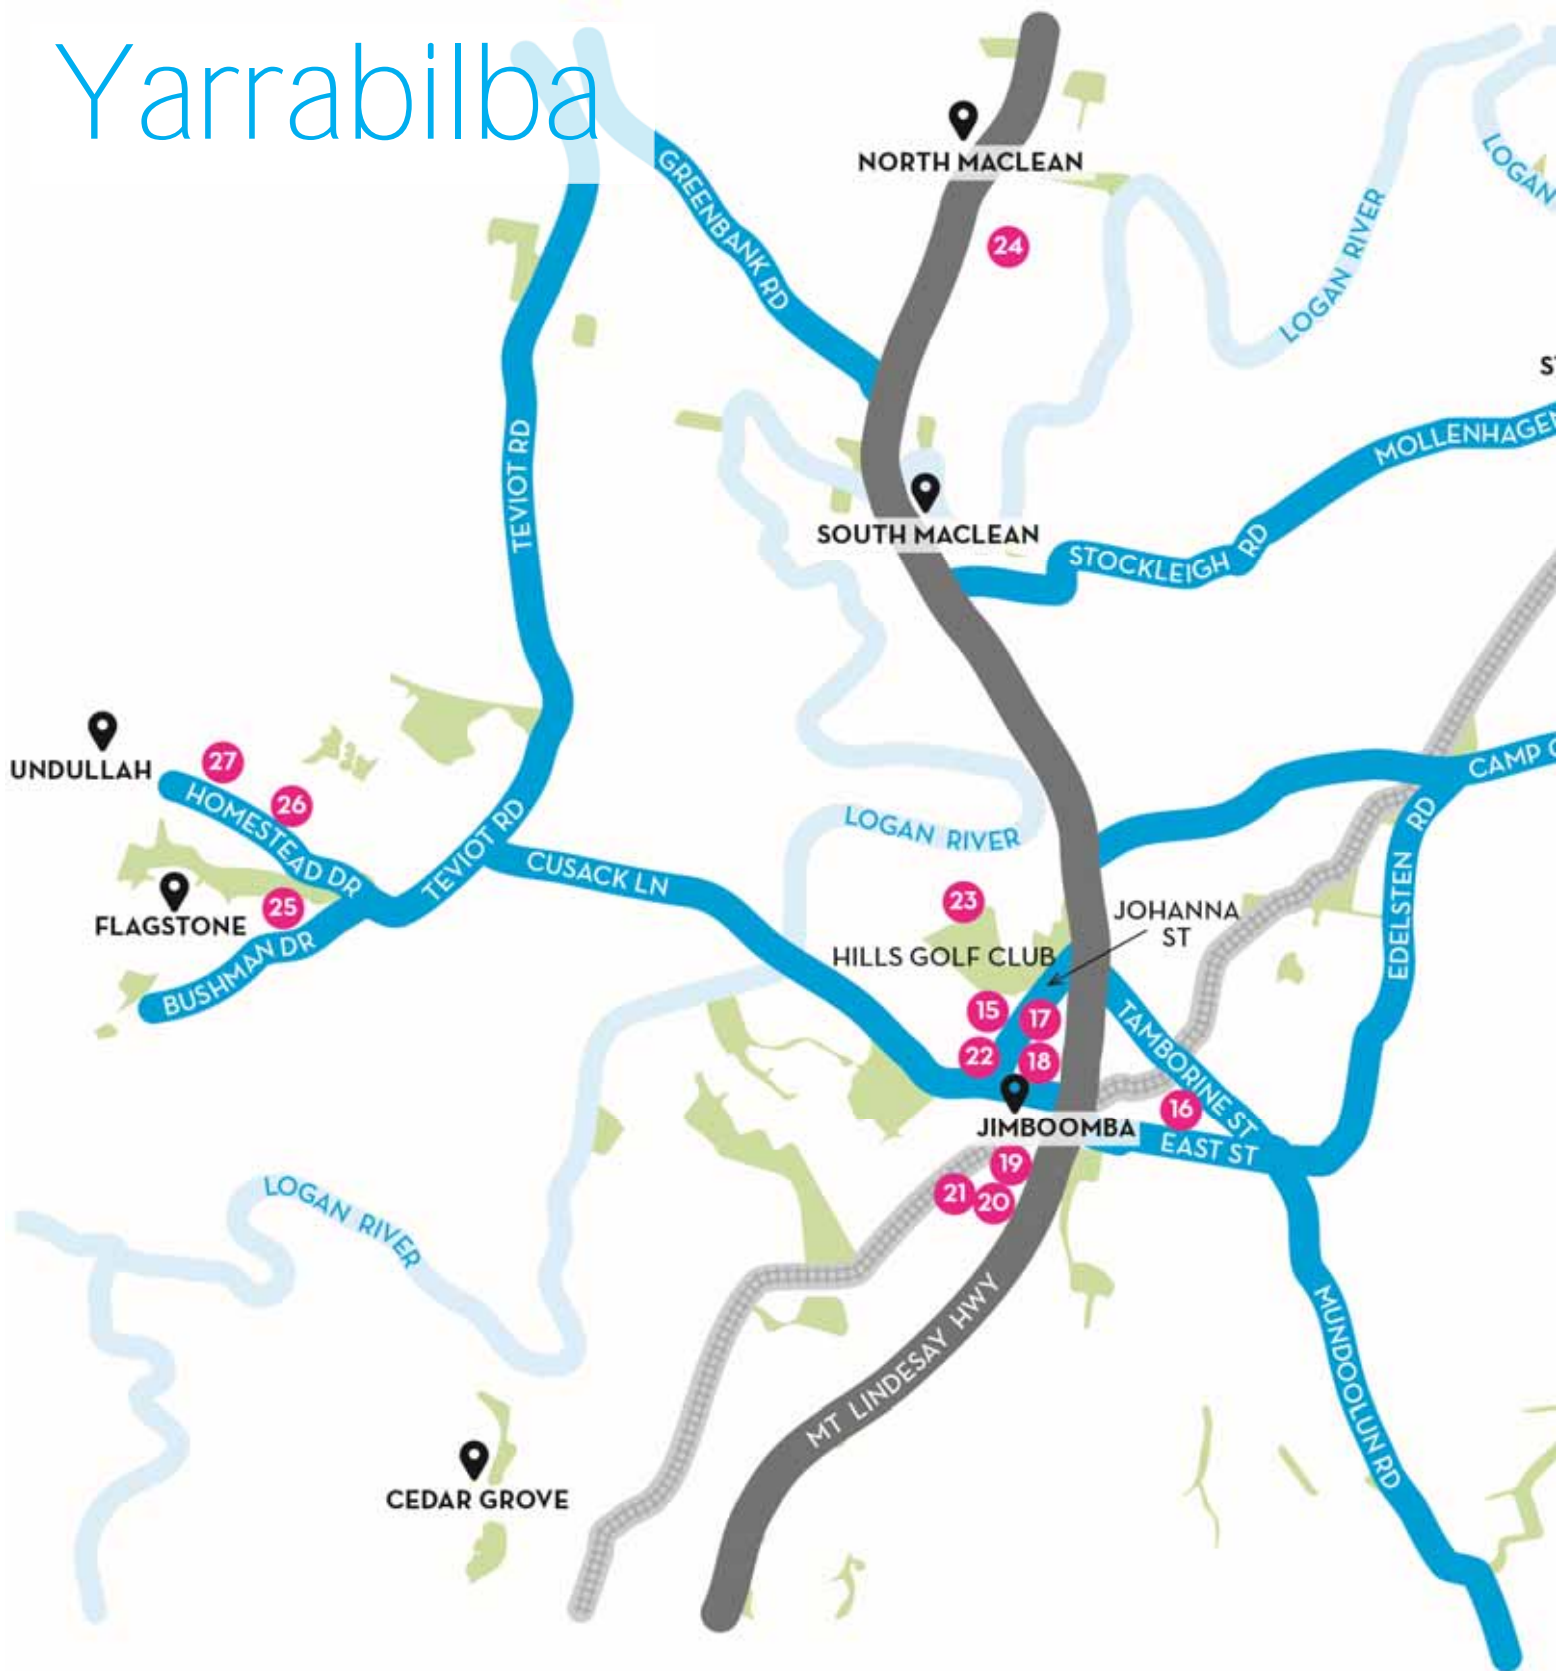 Yarrabilba
NORTH MACLEAN
GREENBANK RD
24
LOGAN RIVER
LOGAN
MOLLENHAGEN
TEVIOT RD
SOUTH MACLEAN
STOCKLEIGH RD
UNDULLAH
27
26
HOMESTEAD DR
CAMP
TEVIOT RD
LOGAN RIVER
EDELSTEN RD
CUSACK LN
FLAGSTONE
25
BUSHMAN DR
23
JOHANNA
ST
HILLS GOLF CLUB
15
17
22
18
TAMBORINE ST
16
JIMBOOMBA
EAST ST
19
21
20
LOGAN RIVER
MT LINDESAY HWY
MUNDOOLUN RD
CEDAR GROVE